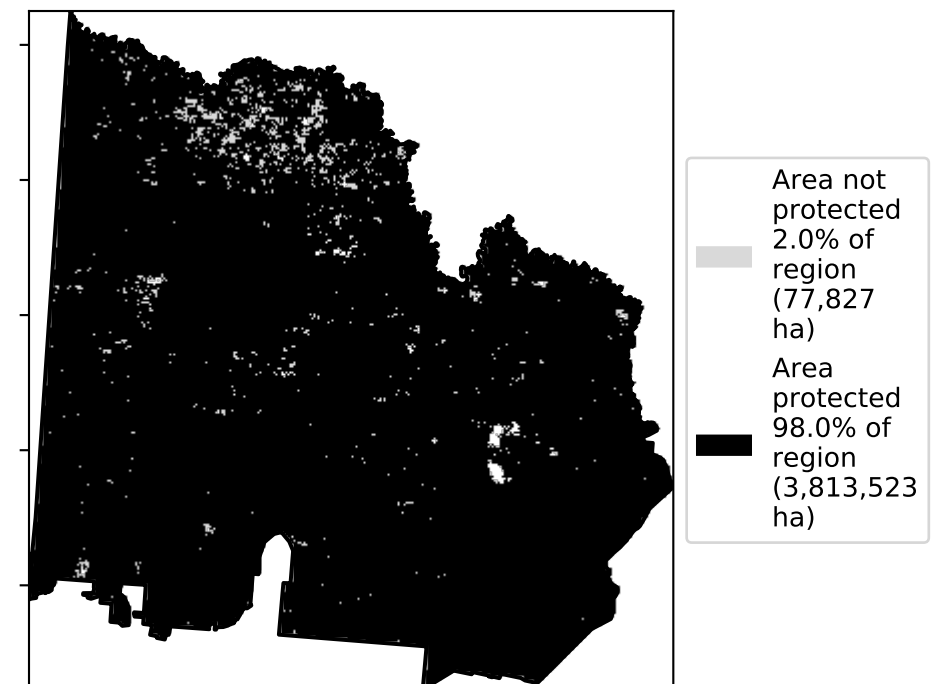 Area not
protected
2.0% of
region
(77,827
ha)
Area
protected
98.0% of
region
(3,813,523
ha)